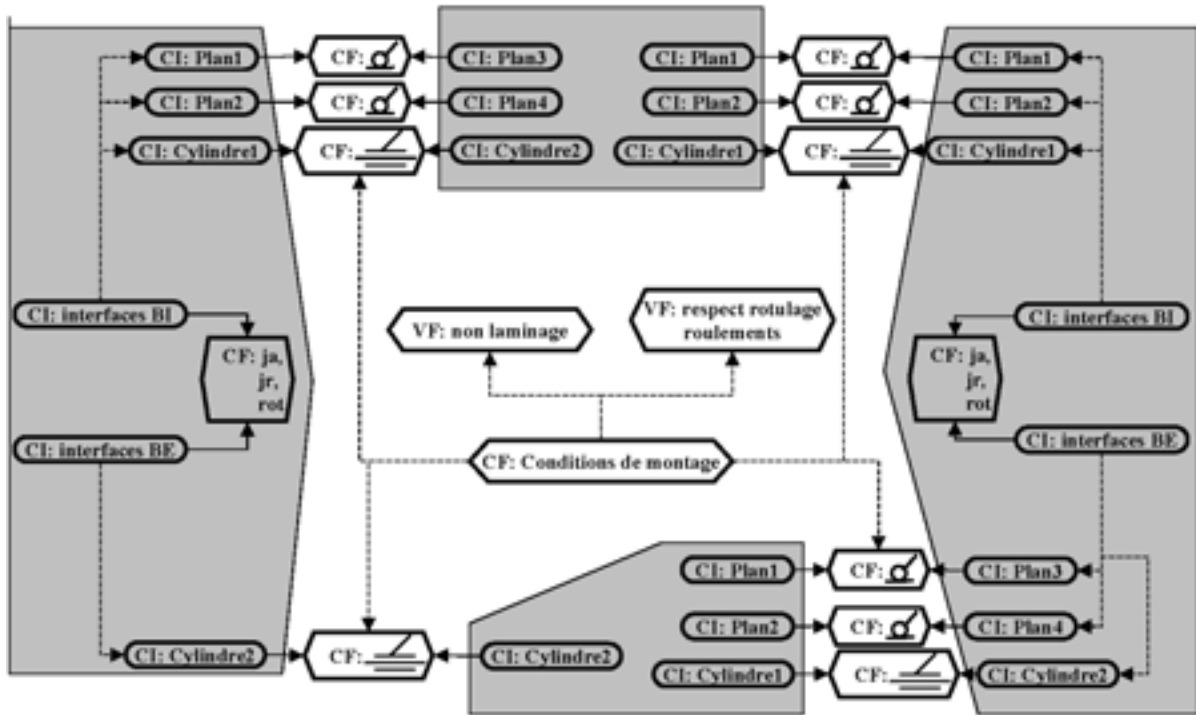 CI: Plan1
CF:
CI: Plan3
CI: Plan1
CF:
CI: Plan1
CI: Plan2
CF:
CI: Plan4
CI: Plan2
CF:
CI: Plan2
CI: Cylindre1
CF:
CI: Cylindre2
CI: Cylindre1
CF:
CI: Cylindre1
CI: interfaces BI
VF: non laminage
VF: respect rotulage
roulements
CI: interfaces BI
CF: ja,
jr,
rot
CF: ja,
jr,
rot
CI: interfaces BE
CF: Conditions de montage
CI: interfaces BE
CI: Plan1
CF:
CI: Plan3
CI: Plan2
CF:
CI: Plan4
CI: Cylindre2
CF:
CI: Cylindre2
CI: Cylindre1
CF:
CI: Cylindre2